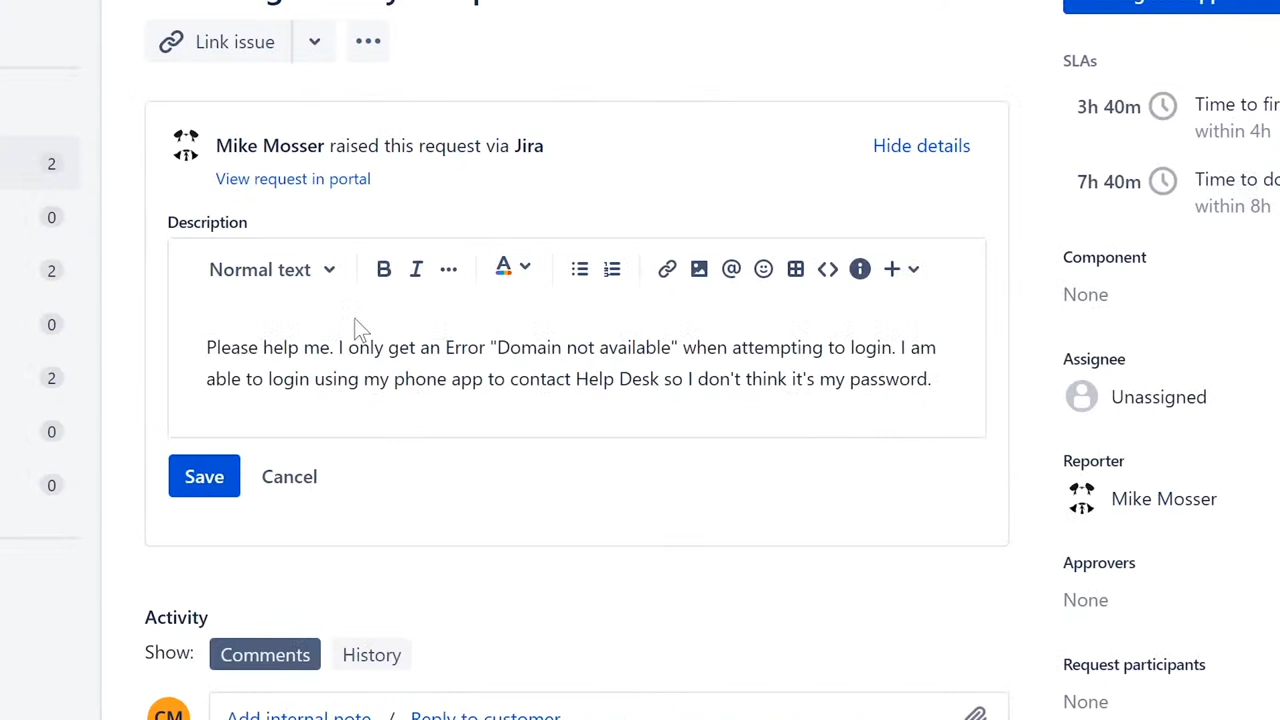 Link issue
SLAs
3h 40m Time to fir
within 4h
Mike Mosser raised this request via Jira
Hide details
View request in portal
7h 40m Time to do
within 8h
2
0
2
0
2
0
0
Description
Normal text B I A @
Please help me. I only get an Error "Domain not available" when attempting to login. I am
able to login using my phone app to contact Help Desk so I don't think it's my password.
Save Cancel
Component
None
Assignee
Unassigned
Reporter
Mike Mosser
Approvers
None
Request participants
None
Activity
Show: Comments History
CM Add internal note / Reply to customer